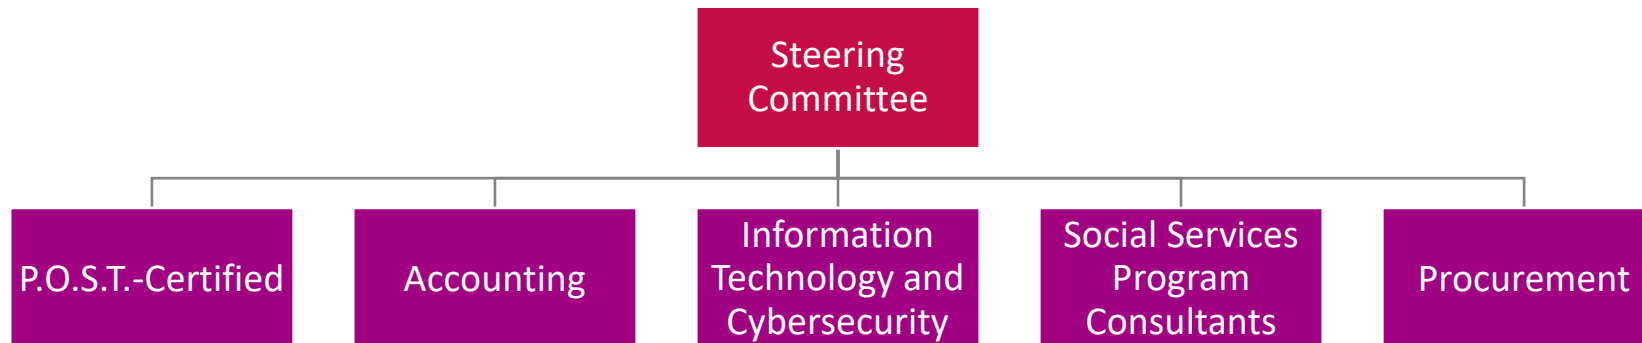 Steering
Committee
P.O.S.T.-Certified
Accounting
Information
Technology and
Cybersecurity
Social Services
Program
Consultants
Procurement